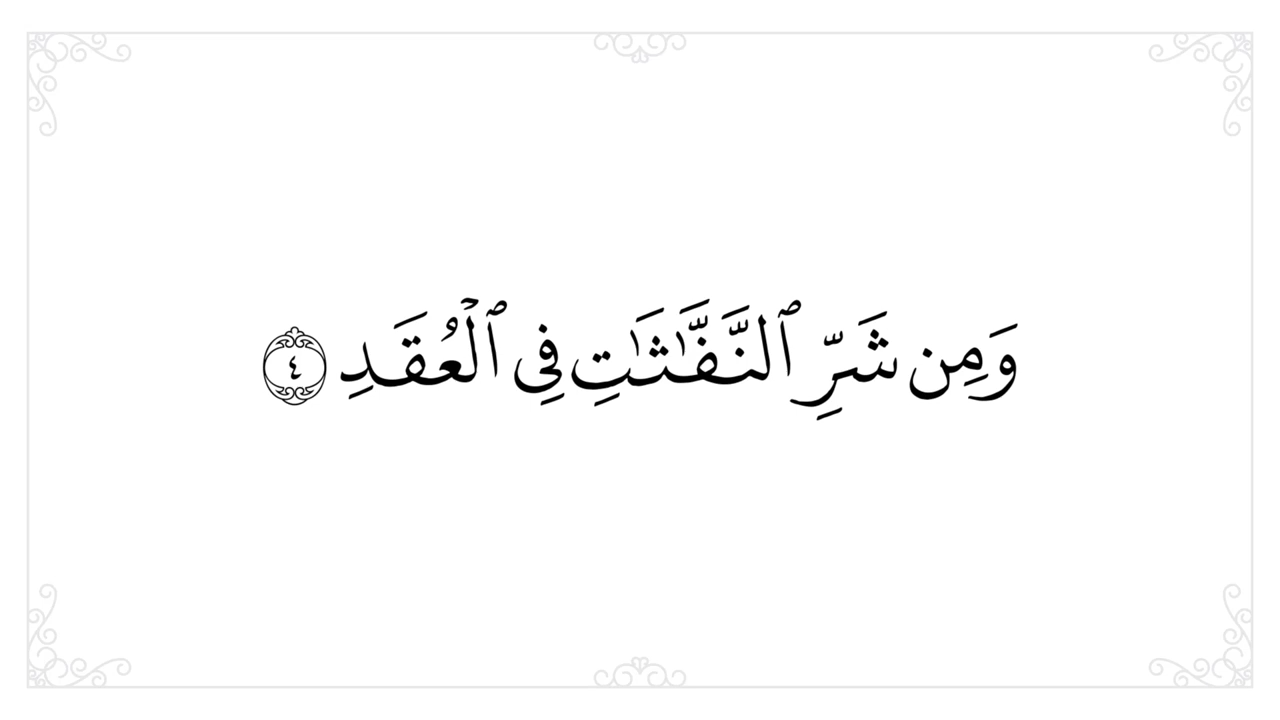 وَمِن شَرِّ ٱلنَّفَّٰثَٰتِ فِى ٱلْعُقَدِ ٤